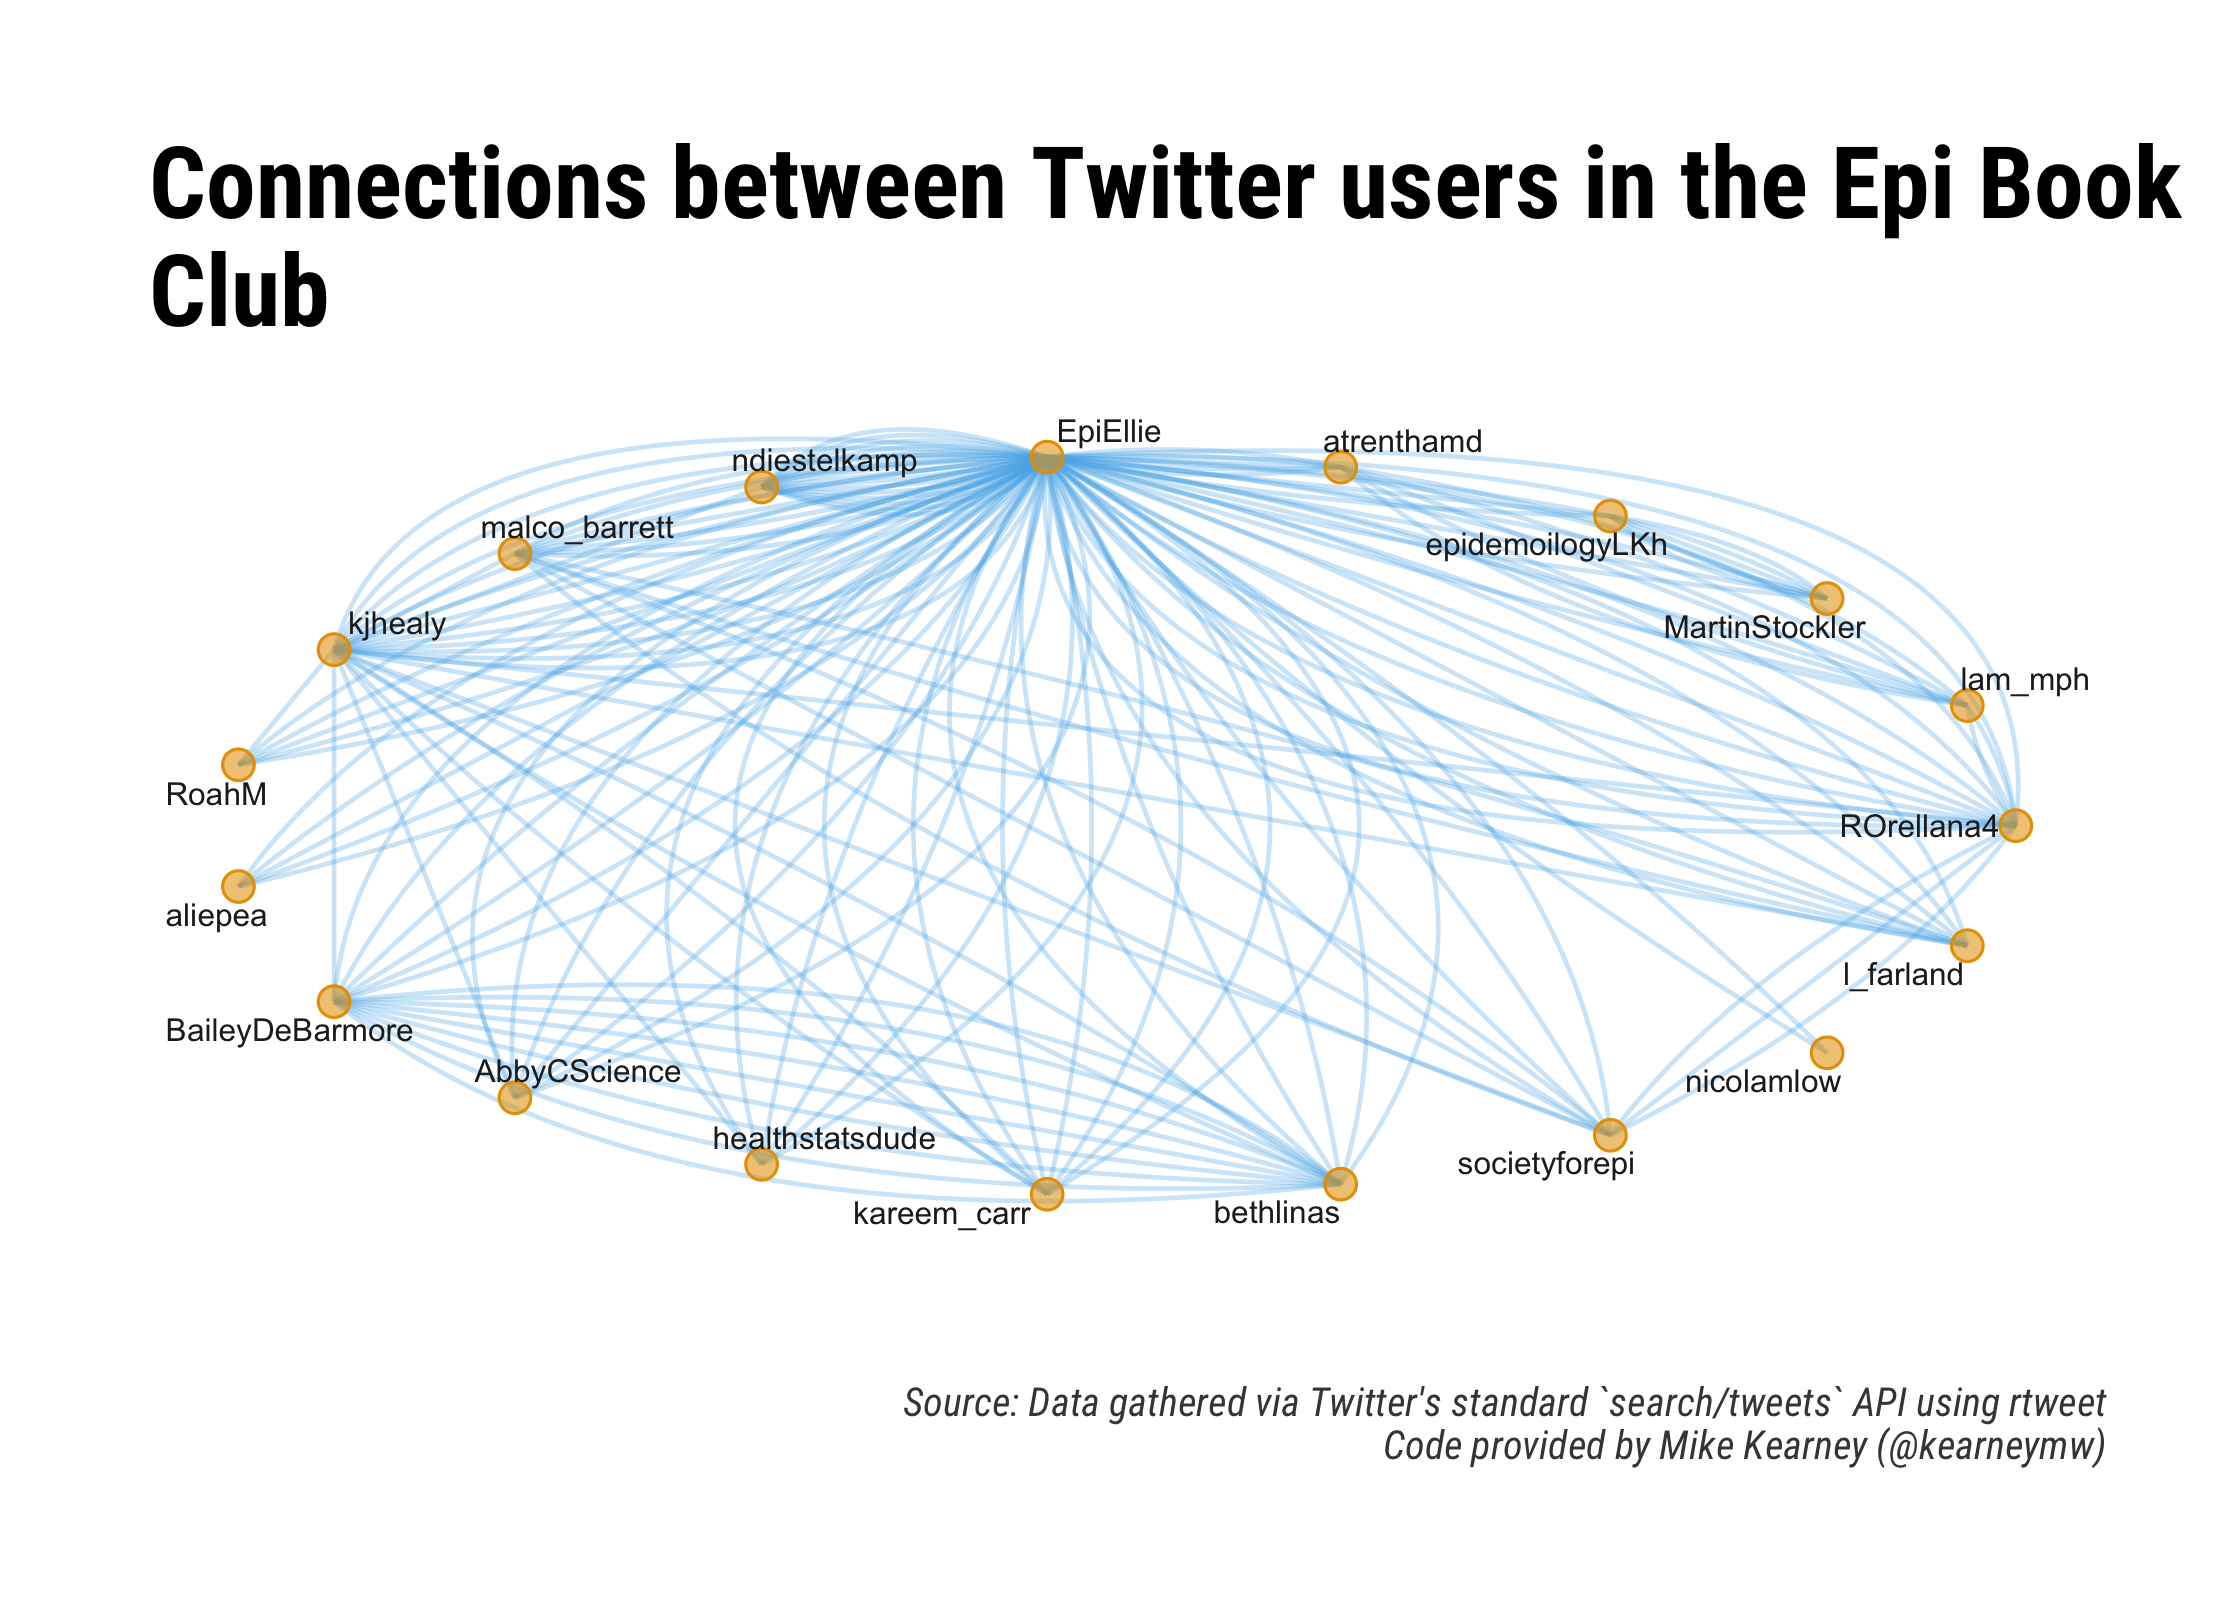 Connections between Twitter users in the Epi Book
Club
EpiEllie
atrenthamd
ndiestelkamp
malco_barrett
epidemoilogyLKh
kjhealy
MartinStockler
lam_mph
RoahM
ROrellana4
aliepea
l_farland
BaileyDeBarmore
AbbyCScience
nicolamlow
healthstatsdude
societyforepi
kareem_carr
bethlinas
Source: Data gathered via Twitter's standard `search/tweets` API using rtweet
Code provided by Mike Kearney (@kearneymw)